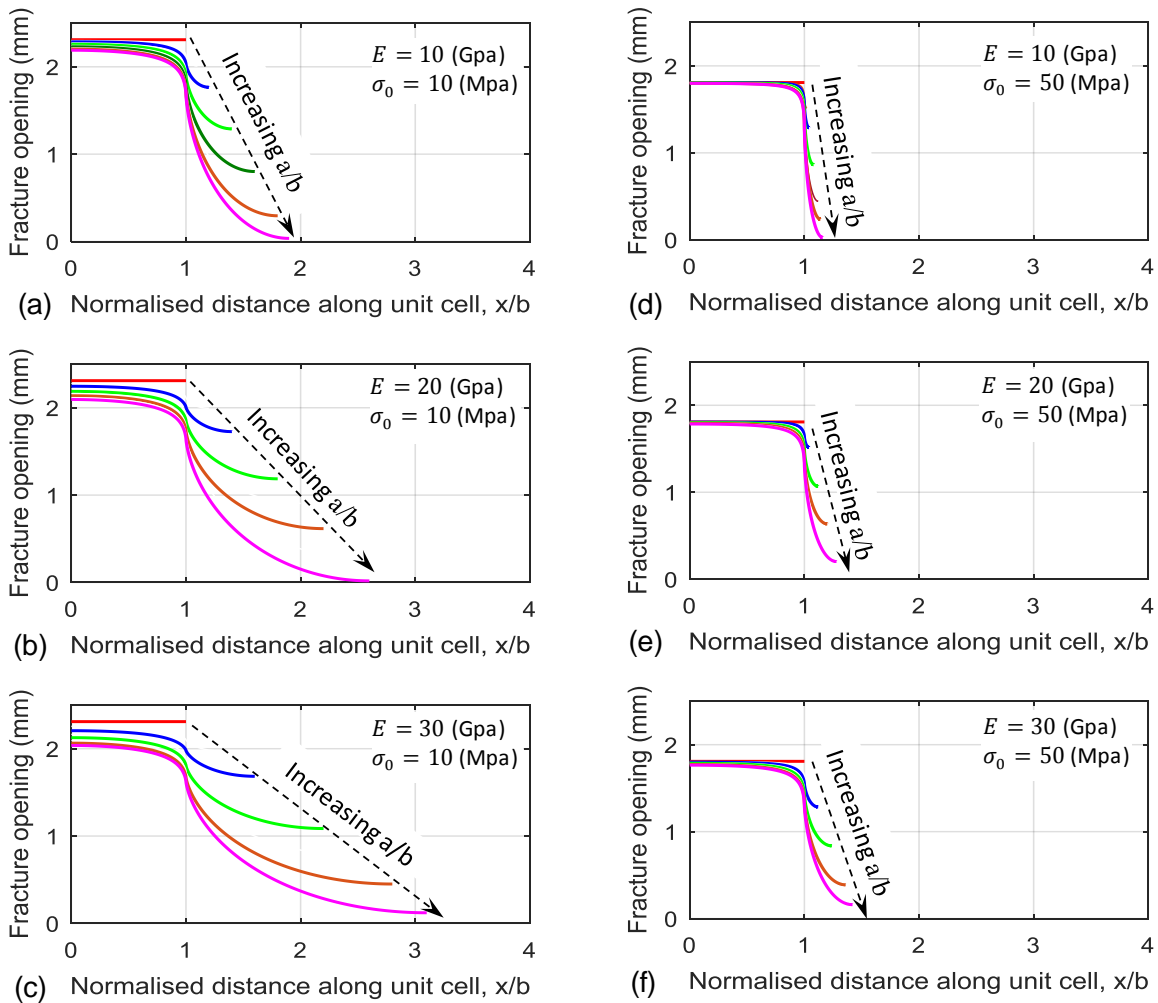 Fracture opening (mm)
2
1
0
0 1 2 3 4
E = 10 (Gpa)
σ₀ = 10 (Mpa)
Increasing a/b
(a) Normalised distance along unit cell, x/b
Fracture opening (mm)
2
1
0
0 1 2 3 4
E = 10 (Gpa)
σ₀ = 50 (Mpa)
Increasing a/b
(d) Normalised distance along unit cell, x/b
Fracture opening (mm)
2
1
0
0 1 2 3 4
E = 20 (Gpa)
σ₀ = 10 (Mpa)
Increasing a/b
(b) Normalised distance along unit cell, x/b
Fracture opening (mm)
2
1
0
0 1 2 3 4
E = 20 (Gpa)
σ₀ = 50 (Mpa)
Increasing a/b
(e) Normalised distance along unit cell, x/b
Fracture opening (mm)
2
1
0
0 1 2 3 4
E = 30 (Gpa)
σ₀ = 10 (Mpa)
Increasing a/b
(c) Normalised distance along unit cell, x/b
Fracture opening (mm)
2
1
0
0 1 2 3 4
E = 30 (Gpa)
σ₀ = 50 (Mpa)
Increasing a/b
(f) Normalised distance along unit cell, x/b